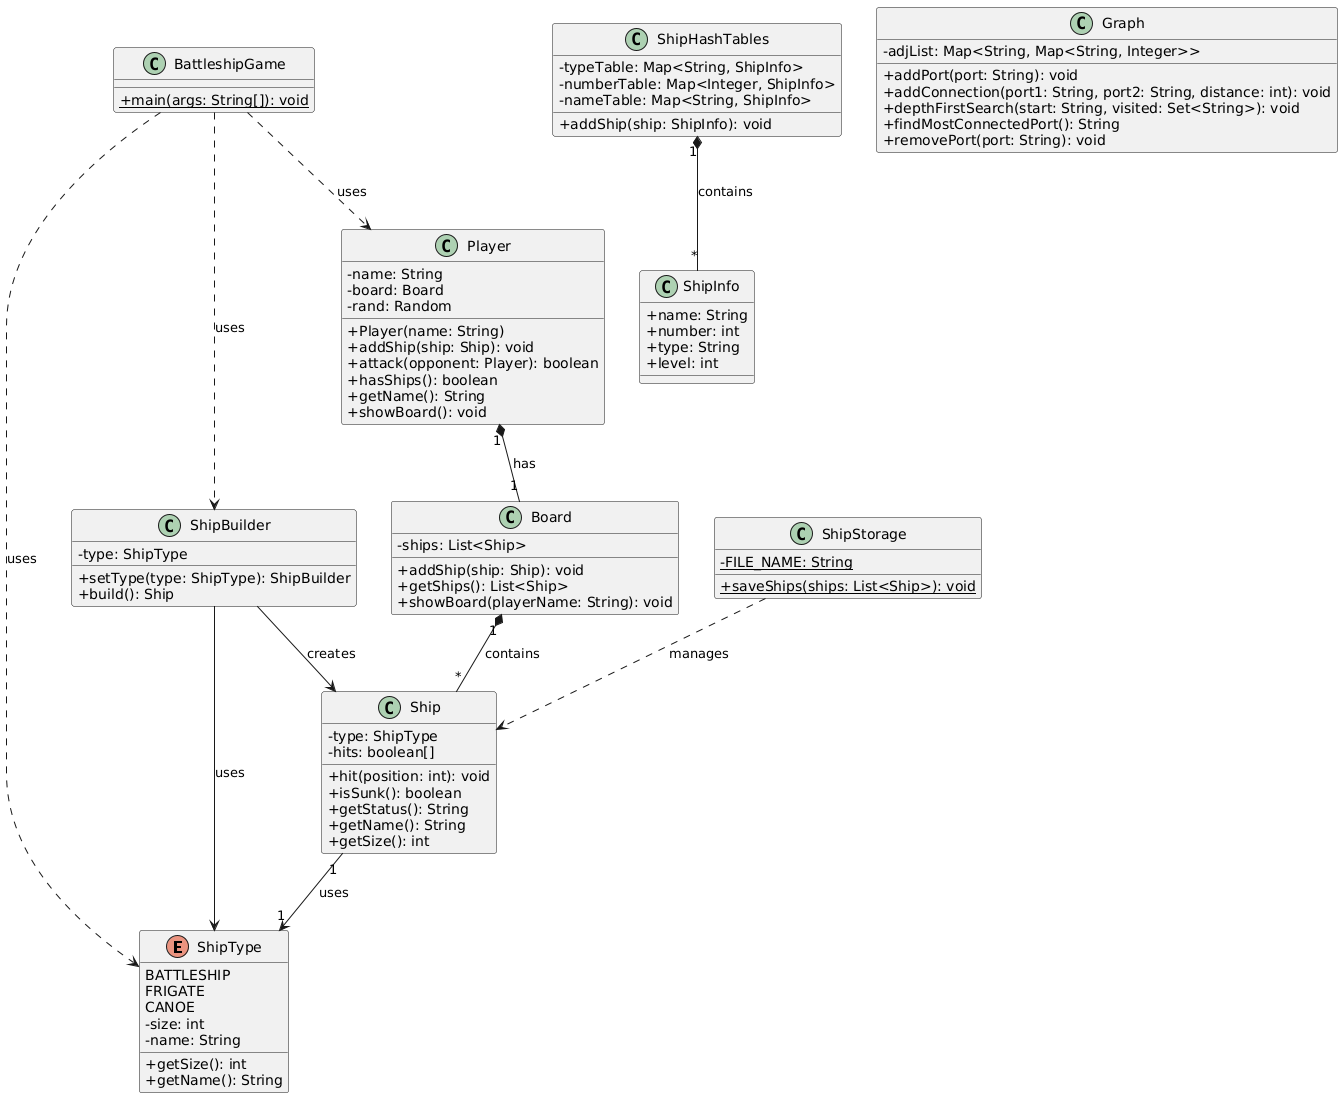 C BattleshipGame
+main(args: String[]): void
C ShipHashTables
-typeTable: Map<String, ShipInfo>
-numberTable: Map<Integer, ShipInfo>
-nameTable: Map<String, ShipInfo>
+addShip(ship: ShipInfo): void
C Graph
-adjList: Map<String, Map<String, Integer>>
+addPort(port: String): void
+addConnection(port1: String, port2: String, distance: int): void
+depthFirstSearch(start: String, visited: Set<String>): void
+findMostConnectedPort(): String
+removePort(port: String): void
uses
uses
uses
1
contains
*
C Player
-name: String
-board: Board
-rand: Random
+Player(name: String)
+addShip(ship: Ship): void
+attack(opponent: Player): boolean
+hasShips(): boolean
+getName(): String
+showBoard(): void
C ShipInfo
+name: String
+number: int
+type: String
+level: int
1
has
1
C ShipBuilder
-type: ShipType
+setType(type: ShipType): ShipBuilder
+build(): Ship
C Board
-ships: List<Ship>
+addShip(ship: Ship): void
+getShips(): List<Ship>
+showBoard(playerName: String): void
C ShipStorage
-FILE_NAME: String
+saveShips(ships: List<Ship>): void
creates
1
contains
*
manages
uses
C Ship
-type: ShipType
-hits: boolean[]
+hit(position: int): void
+isSunk(): boolean
+getStatus(): String
+getName(): String
+getSize(): int
1
uses
1
E ShipType
BATTLESHIP
FRIGATE
CANOE
-size: int
-name: String
+getSize(): int
+getName(): String